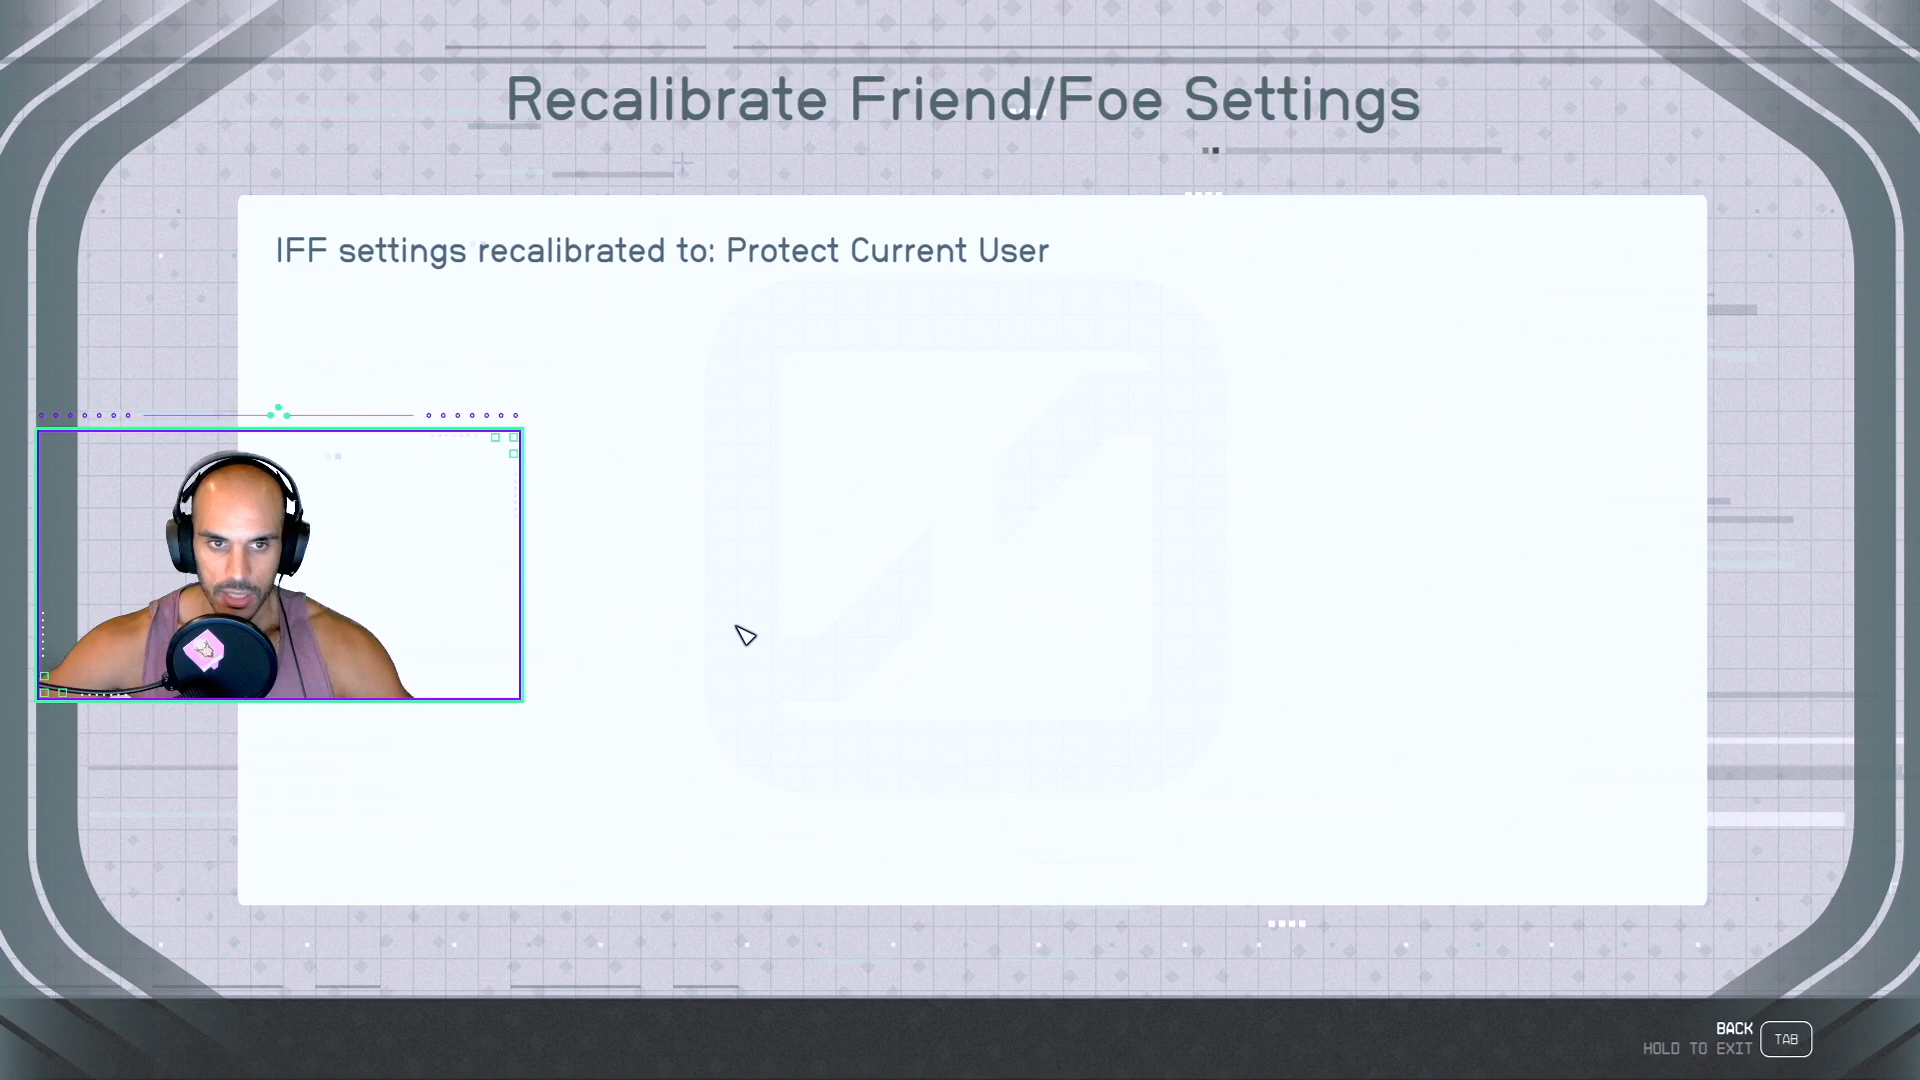 Recalibrate Friend/Foe Settings
IFF settings recalibrated to: Protect Current User
BACK
HOLD TO EXIT
TAB